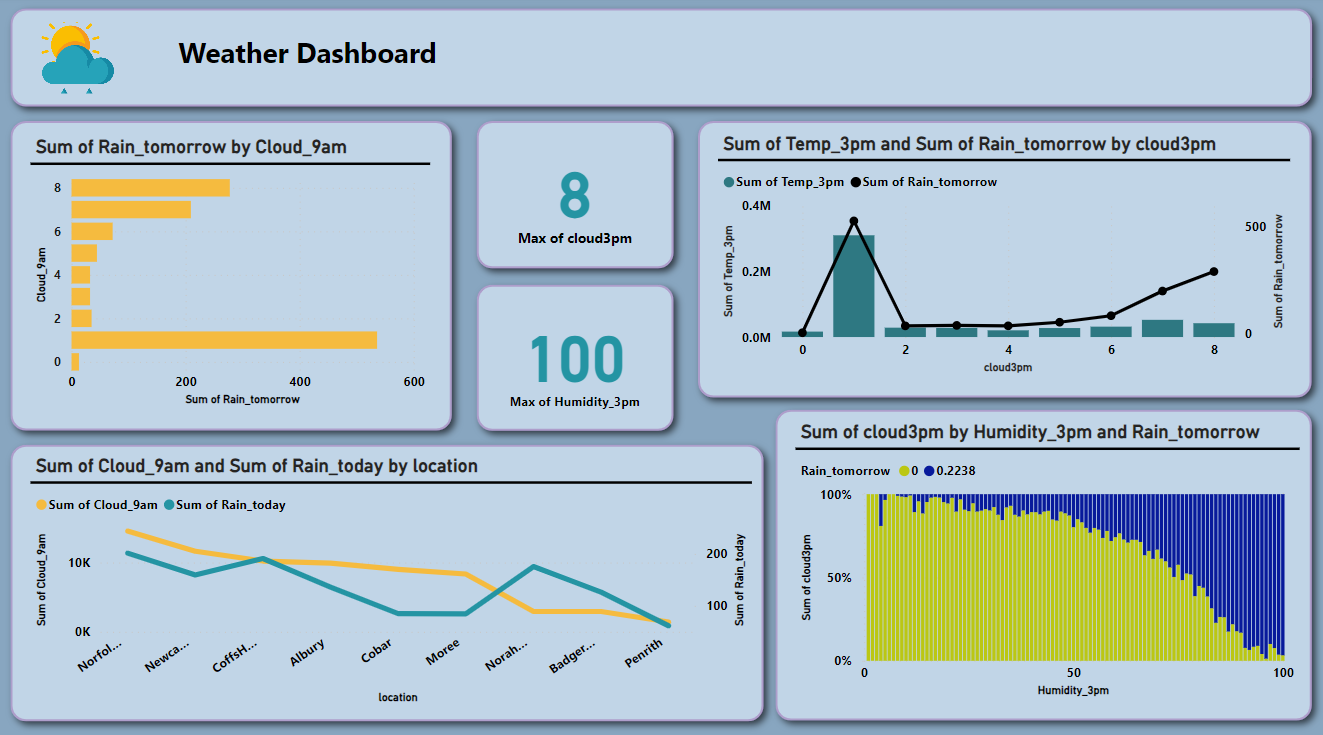 Weather Dashboard
Sum of Rain_tomorrow by Cloud_9am
Cloud_9am
8
6
4
2
0
0 200 400 600
Sum of Rain_tomorrow
8
Max of cloud3pm
100
Max of Humidity_3pm
Sum of Temp_3pm and Sum of Rain_tomorrow by cloud3pm
Sum of Temp_3pm Sum of Rain_tomorrow
Sum of Temp_3pm
0.4M
0.2M
0.0M
500
0
Sum of Rain_tomorrow
0 2 4 6 8
cloud3pm
Sum of Cloud_9am and Sum of Rain_today by location
Sum of Cloud_9am Sum of Rain_today
Sum of Cloud_9am
10K
0K
200
100
Sum of Rain_today
Norfol... Newca... CoffsH... Albury Cobar Moree Norah... Badger... Penrith
location
Sum of cloud3pm by Humidity_3pm and Rain_tomorrow
Rain_tomorrow 0 0.2238
Sum of cloud3pm
100%
50%
0%
0 50 100
Humidity_3pm